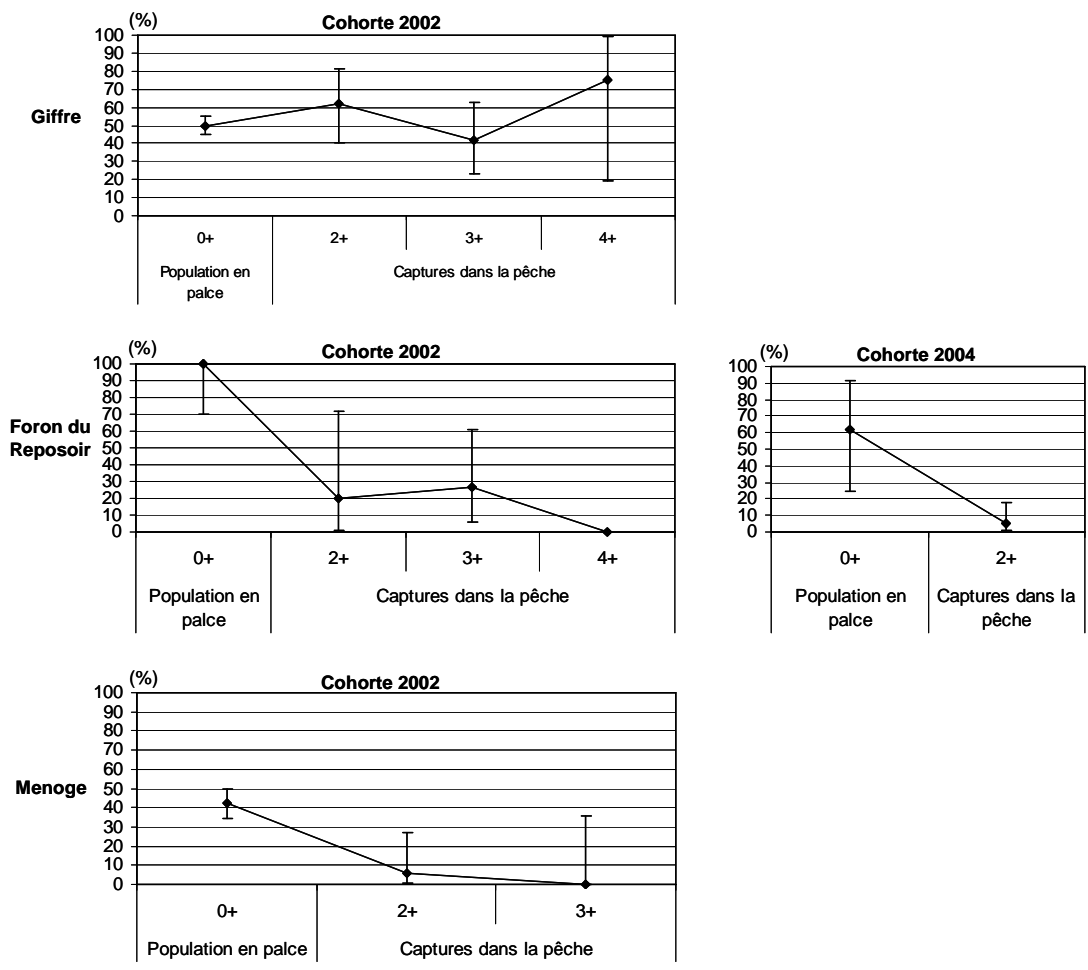 (%)
Cohorte 2002
100
90
80
70
60
50
40
30
20
10
0
Giffre
0+ 2+ 3+ 4+
Population en Captures dans la pêche
palce
(%)
Cohorte 2002
100
90
80
70
60
50
40
30
20
10
0
Foron du
Reposoir
0+ 2+ 3+ 4+
Population en Captures dans la pêche
palce
(%)
Cohorte 2004
100
90
80
70
60
50
40
30
20
10
0
0+ 2+
Population en Captures dans la
palce pêche
(%)
Cohorte 2002
100
90
80
70
60
50
40
30
20
10
0
Menoge
0+ 2+ 3+
Population en palce Captures dans la pêche